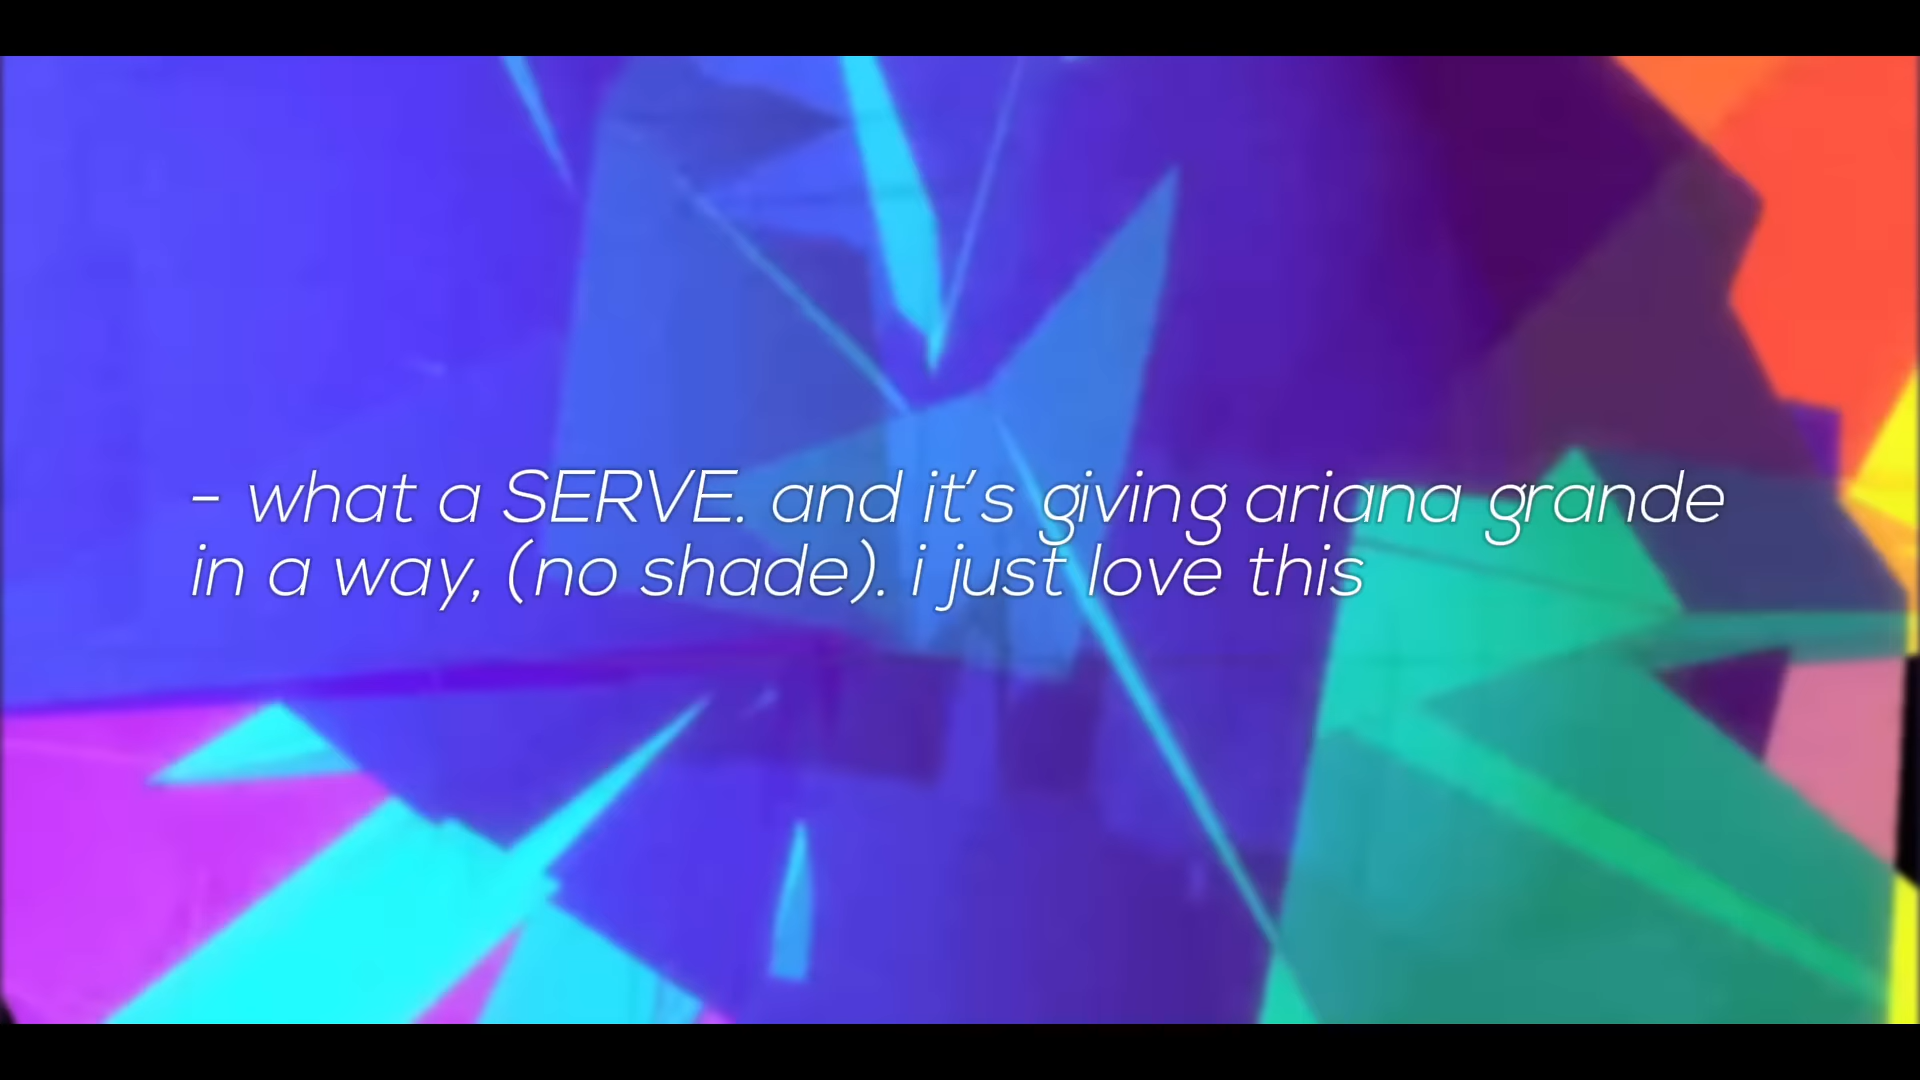 - what a SERVE. and it's giving ariana grande
in a way, (no shade). i just love this